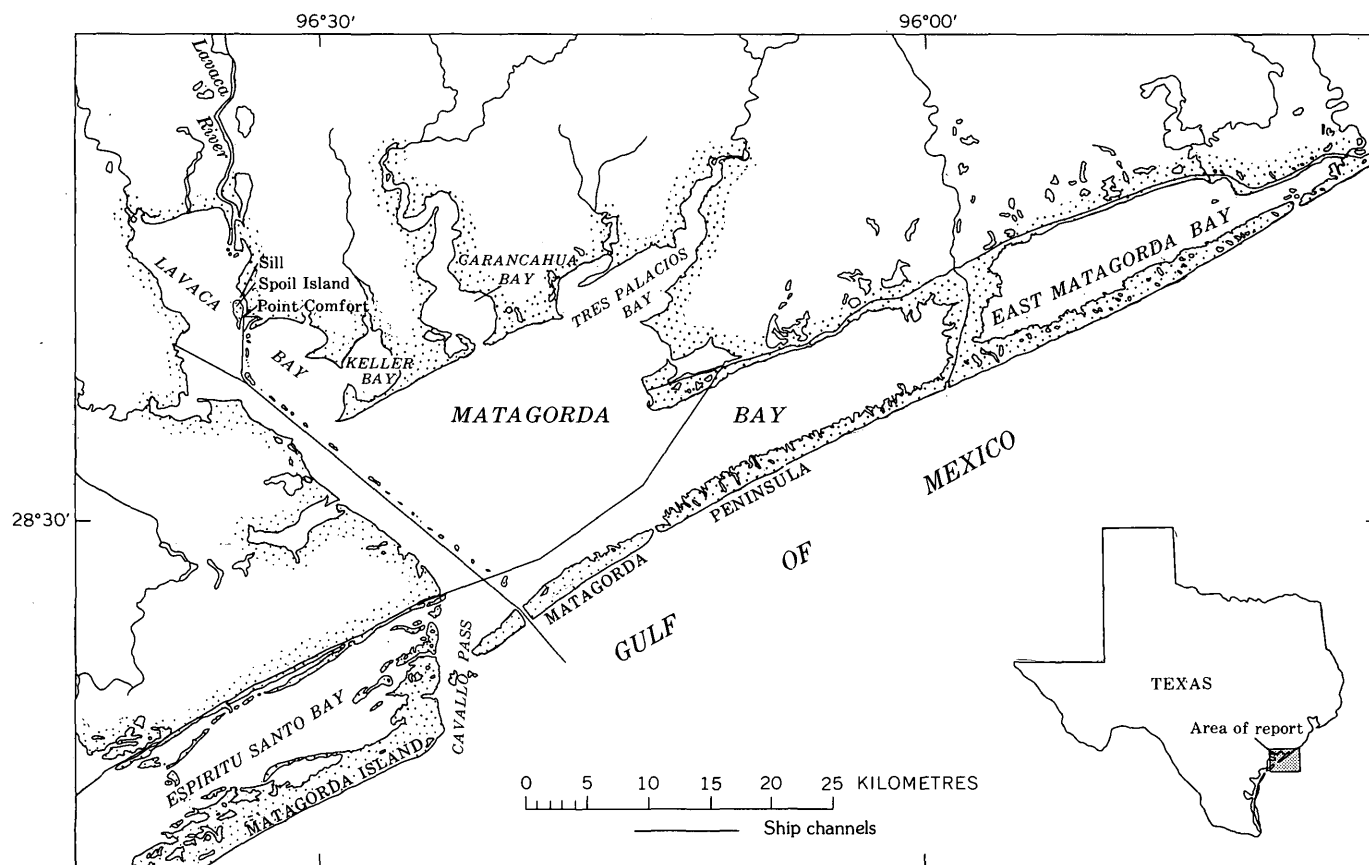 96°30′
96°00′
Lavaca
River
Sill
Spoil Island
Point Comfort
LAVACA
BAY
KELLER
BAY
CARANCAHUA
BAY
TRES PALACIOS
BAY
EAST MATAGORDA BAY
MATAGORDA BAY
28°30′
MATAGORDA PENINSULA
GULF OF MEXICO
CAVALLO PASS
ESPIRITU SANTO BAY
MATAGORDA ISLAND
TEXAS
Area of report
0 5 10 15 20 25 KILOMETRES
Ship channels